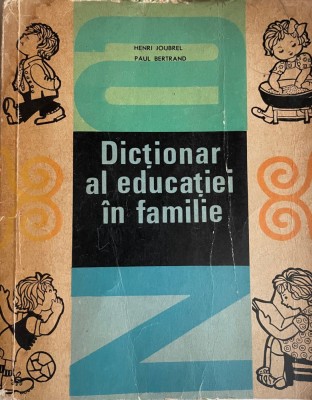 a
HENRI JOUBREL
PAUL BERTRAND
Dicționar
al educației
în familie
Z